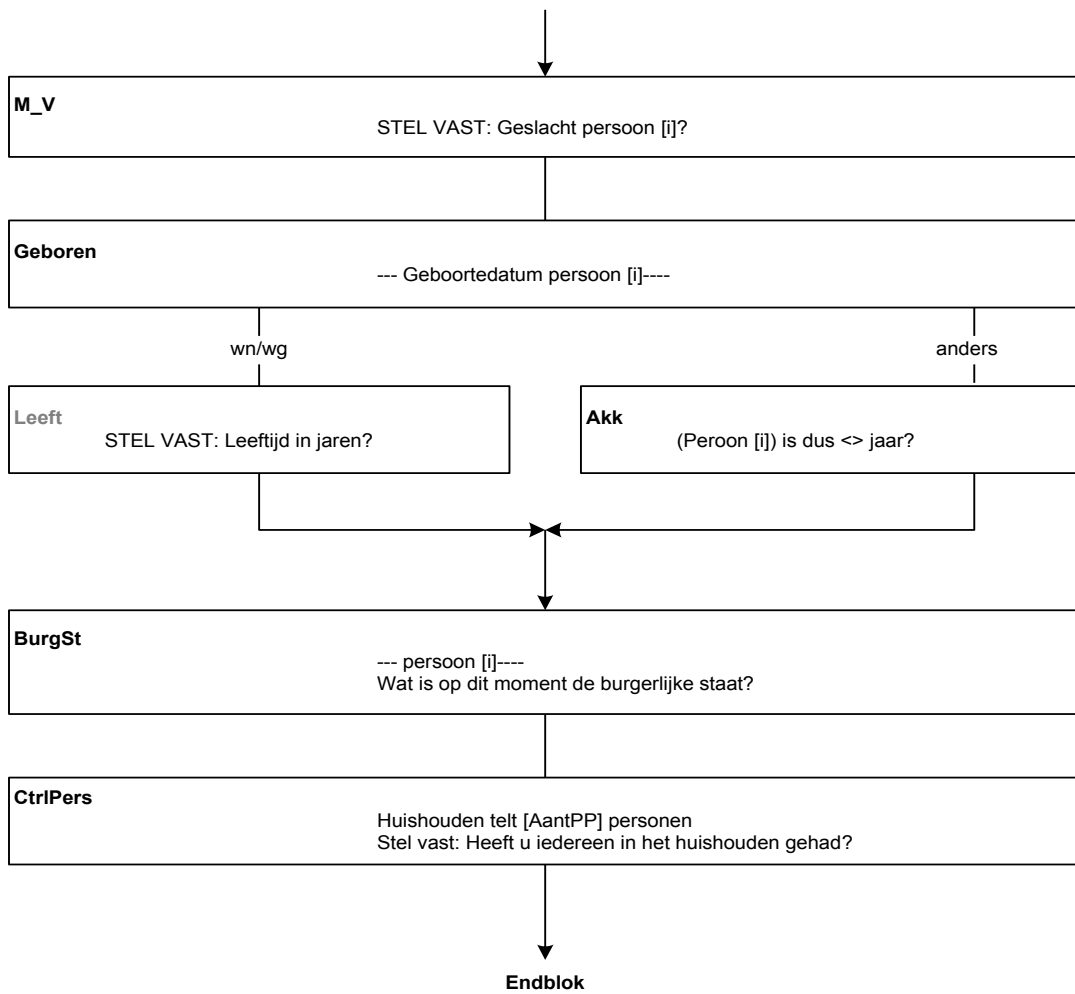 M_V
STEL VAST: Geslacht persoon [i]?
Geboren
--- Geboortedatum persoon [i]----
wn/wg
anders
Leeft
STEL VAST: Leeftijd in jaren?
Akk
(Peroon [i]) is dus <> jaar?
BurgSt
--- persoon [i]----
Wat is op dit moment de burgerlijke staat?
CtrlPers
Huishouden telt [AantPP] personen
Stel vast: Heeft u iedereen in het huishouden gehad?
Endblok